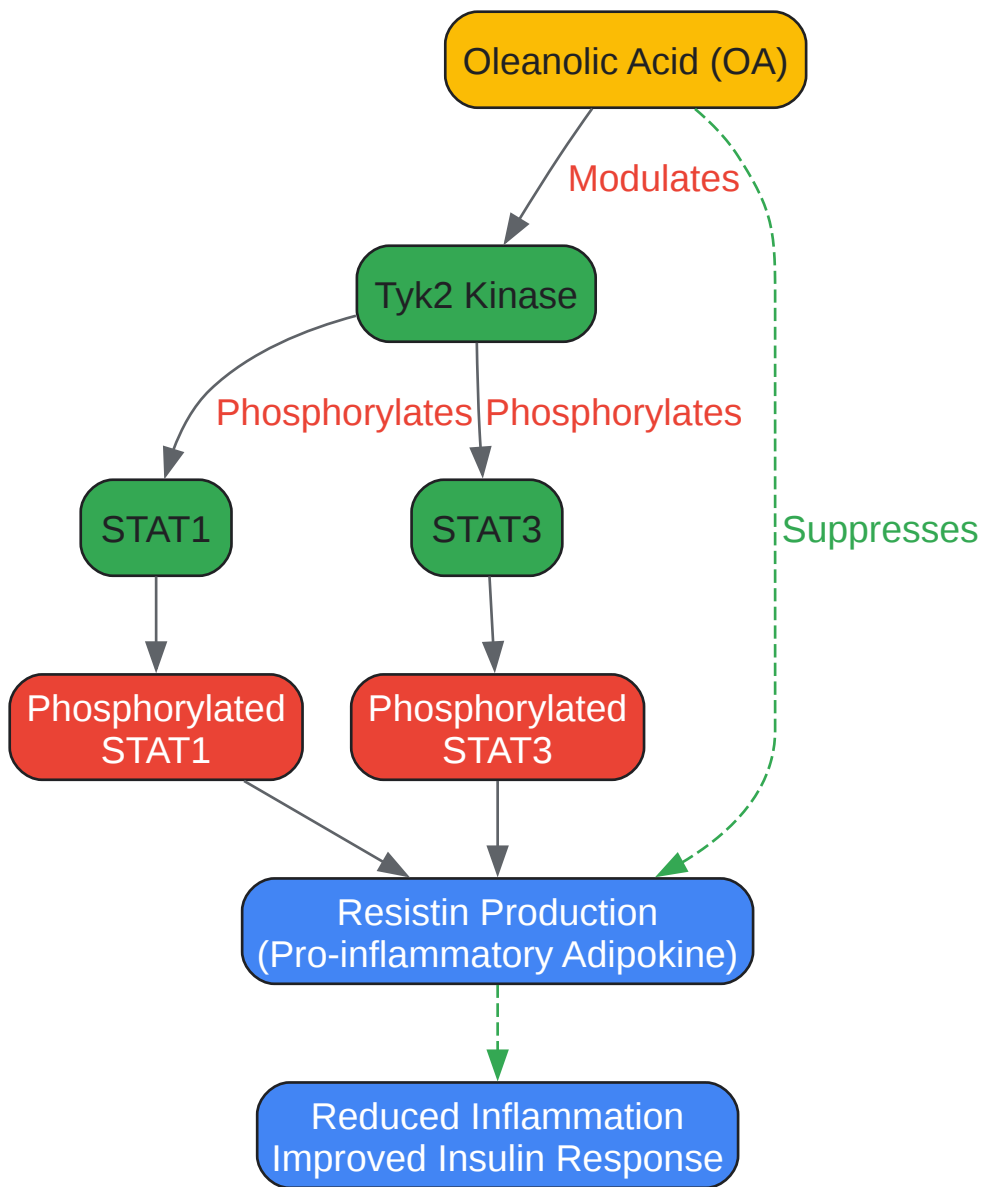 Oleanolic Acid (OA)
Modulates
Tyk2 Kinase
Phosphorylates
Phosphorylates
STAT1
STAT3
Suppresses
Phosphorylated
STAT1
Phosphorylated
STAT3
Resistin Production
(Pro-inflammatory Adipokine)
Reduced Inflammation
Improved Insulin Response